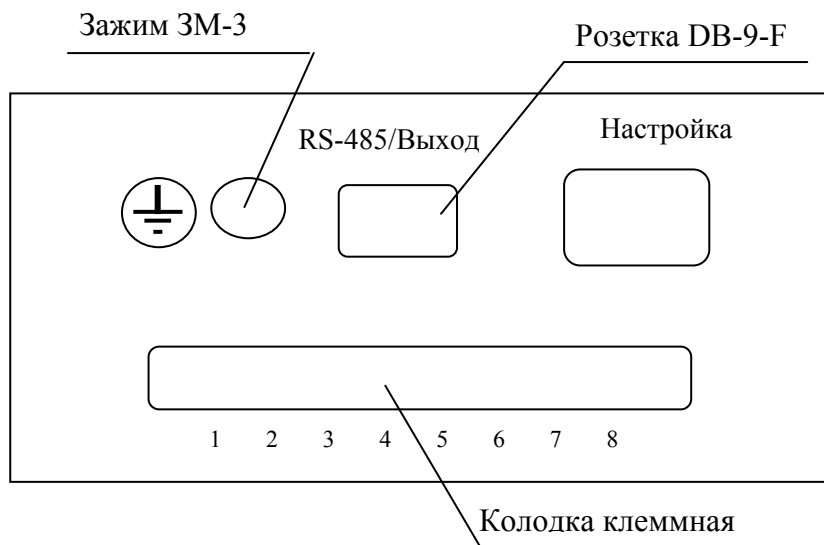 Зажим ЗМ-3
Розетка DB-9-F
RS-485/Выход
Настройка
1 2 3 4 5 6 7 8
Колодка клеммная